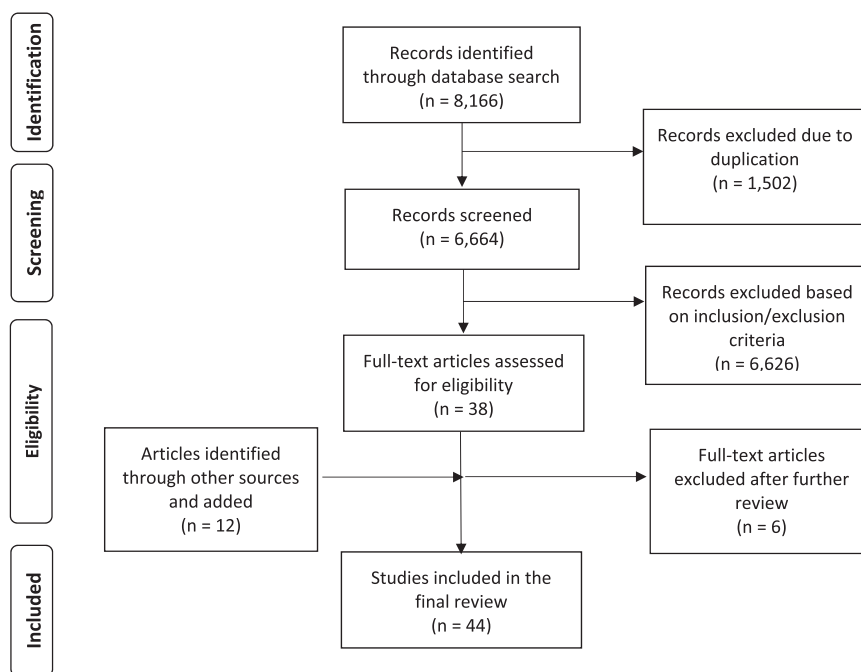 Identification
Records identified
through database search
(n = 8,166)
Records excluded due to
duplication
(n = 1,502)
Screening
Records screened
(n = 6,664)
Records excluded based
on inclusion/exclusion
criteria
(n = 6,626)
Eligibility
Full-text articles assessed
for eligibility
(n = 38)
Articles identified
through other sources
and added
(n = 12)
Full-text articles
excluded after further
review
(n = 6)
Included
Studies included in the
final review
(n = 44)